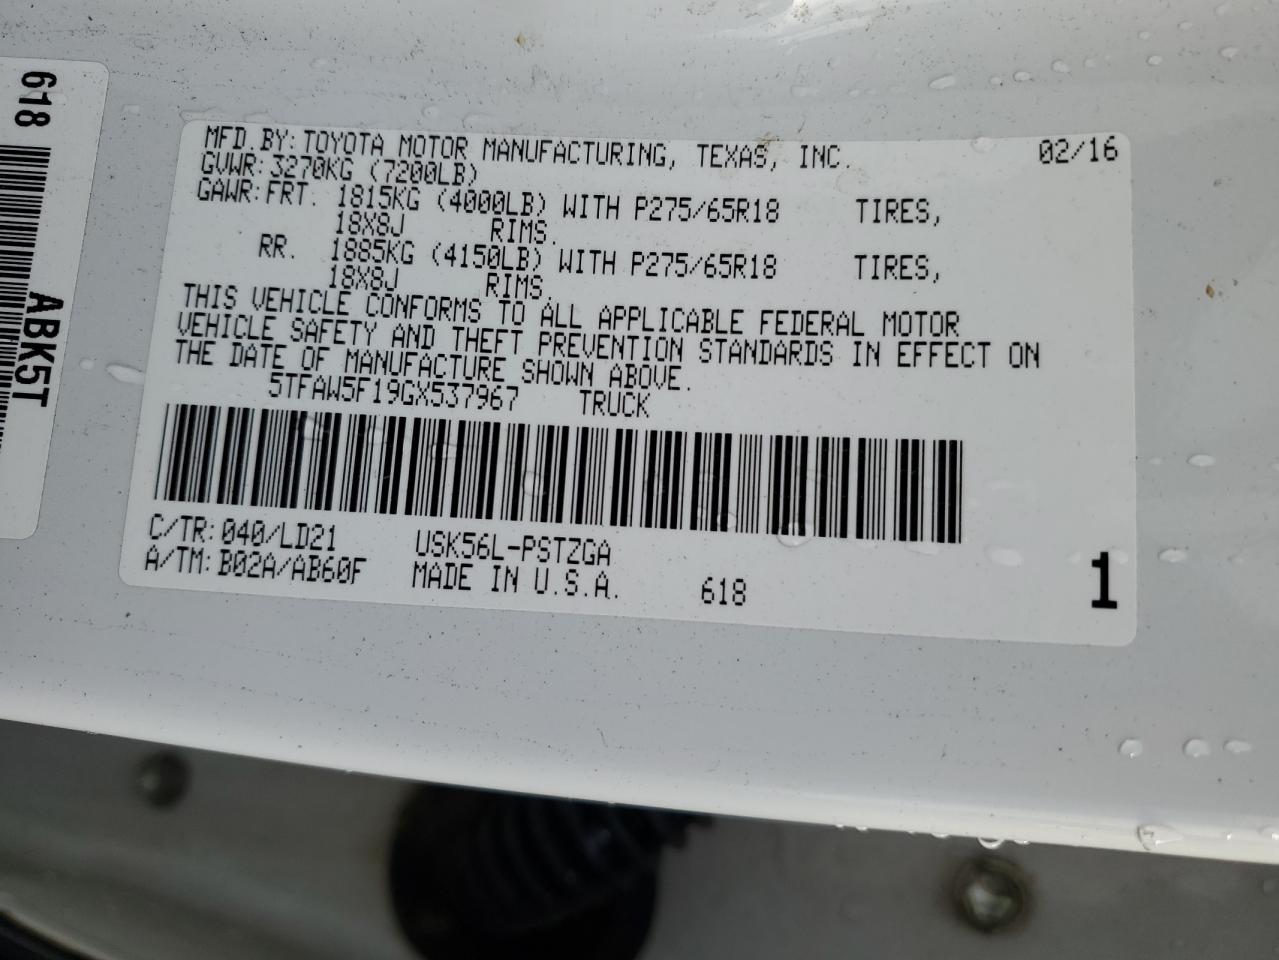 618
ABK5T
MFD.BY:TOYOTA MOTOR MANUFACTURING, TEXAS, INC. 02/16
GVWR:3270KG (7200LB)
GAWR:FRT. 1815KG (4000LB) WITH P275/65R18 TIRES,
18X8J RIMS.
RR. 1885KG (4150LB) WITH P275/65R18 TIRES,
18X8J RIMS.
THIS VEHICLE CONFORMS TO ALL APPLICABLE FEDERAL MOTOR
VEHICLE SAFETY AND THEFT PREVENTION STANDARDS IN EFFECT ON
THE DATE OF MANUFACTURE SHOWN ABOVE.
5TFAW5F19GX537967 TRUCK
C/TR:040/LD21 USK56L-PSTZGA
A/TM:B02A/AB60F MADE IN U.S.A. 618 1